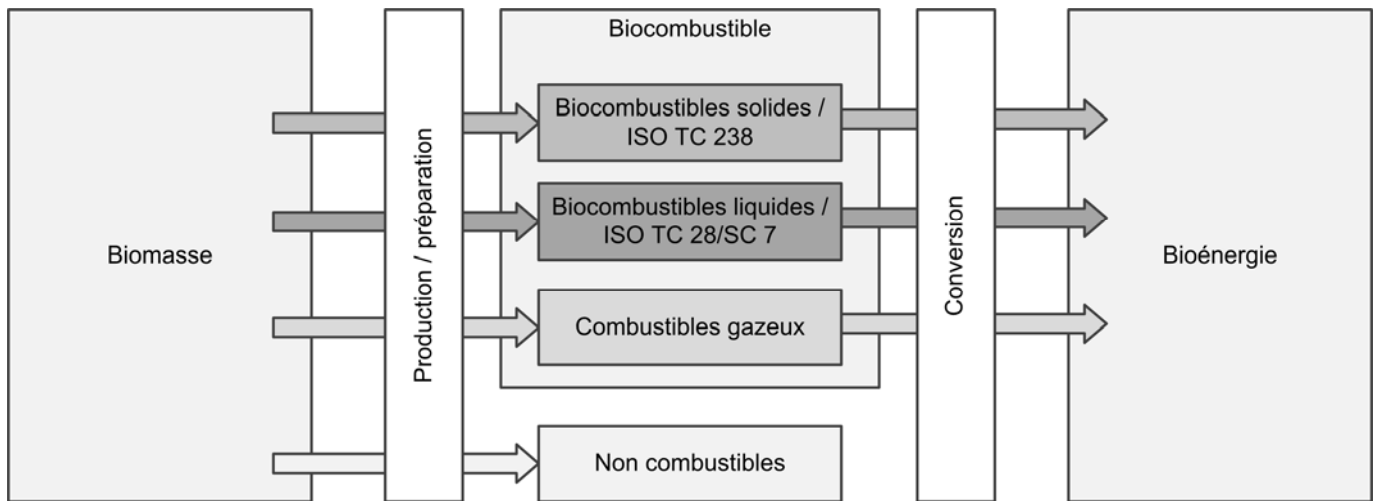 Biomasse
Production / préparation
Biocombustible
Biocombustibles solides /
ISO TC 238
Biocombustibles liquides /
ISO TC 28/SC 7
Combustibles gazeux
Non combustibles
Conversion
Bioénergie